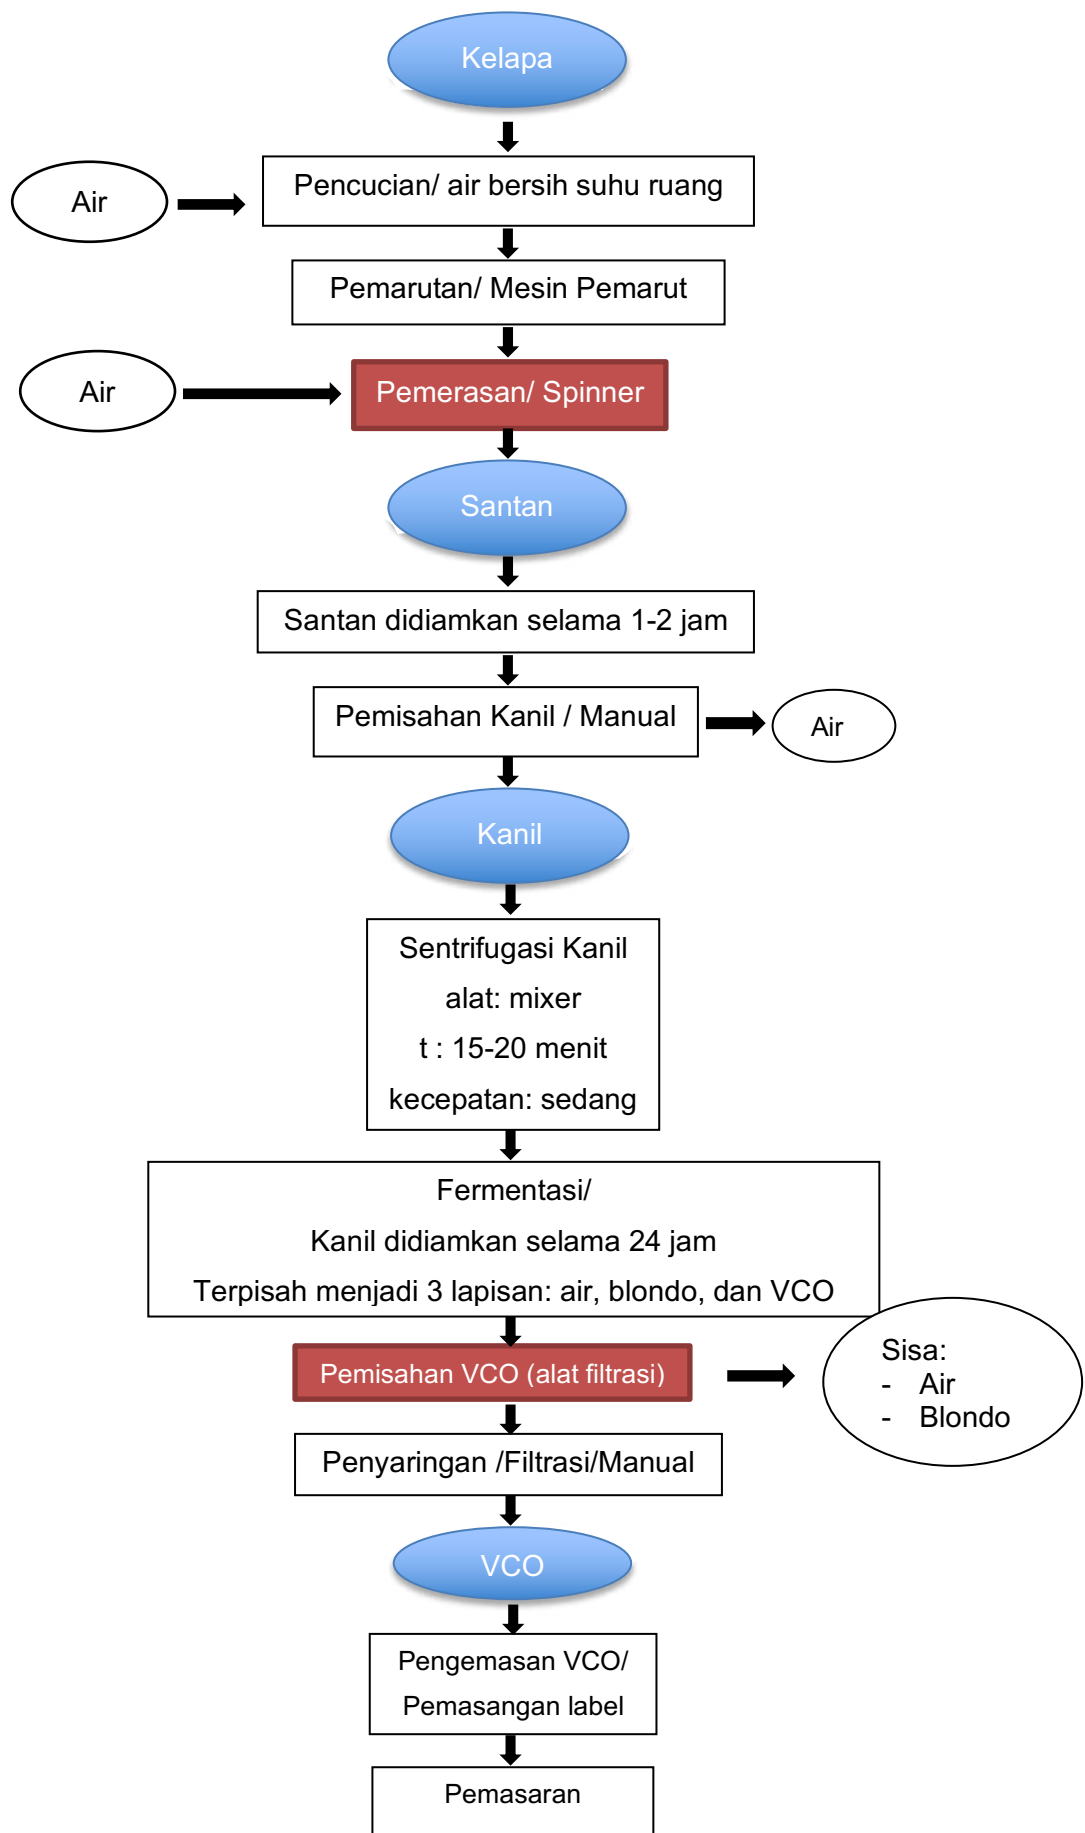 Kelapa
Air
Pencucian/ air bersih suhu ruang
Pemarutan/ Mesin Pemarut
Air
Pemerasan/ Spinner
Santan
Santan didiamkan selama 1-2 jam
Pemisahan Kanil / Manual
Air
Kanil
Sentrifugasi Kanil
alat: mixer
t : 15-20 menit
kecepatan: sedang
Fermentasi/
Kanil didiamkan selama 24 jam
Terpisah menjadi 3 lapisan: air, blondo, dan VCO
Pemisahan VCO (alat filtrasi)
Sisa:
- Air
- Blondo
Penyaringan /Filtrasi/Manual
VCO
Pengemasan VCO/
Pemasangan label
Pemasaran